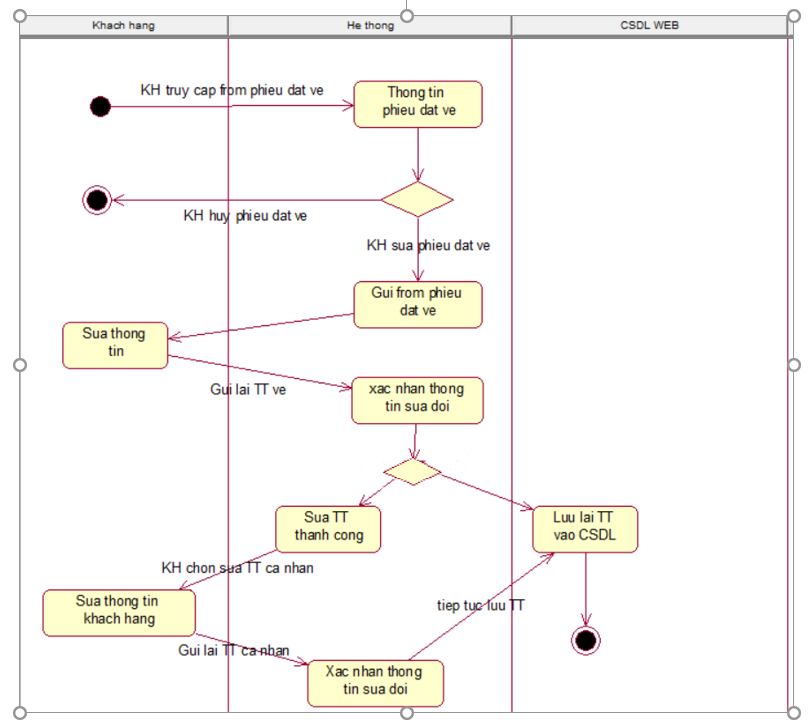 Khach hang
He thong
CSDL WEB
KH truy cap from phieu dat ve
Thong tin
phieu dat ve
KH huy phieu dat ve
KH sua phieu dat ve
Gui from phieu
dat ve
Sua thong
tin
Gui lai TT ve
xac nhan thong
tin sua doi
Sua TT
thanh cong
Luu lai TT
vao CSDL
KH chon sua TT ca nhan
Sua thong tin
khach hang
tiep tuc luu TT
Gui lai TT ca nhan
Xac nhan thong
tin sua doi